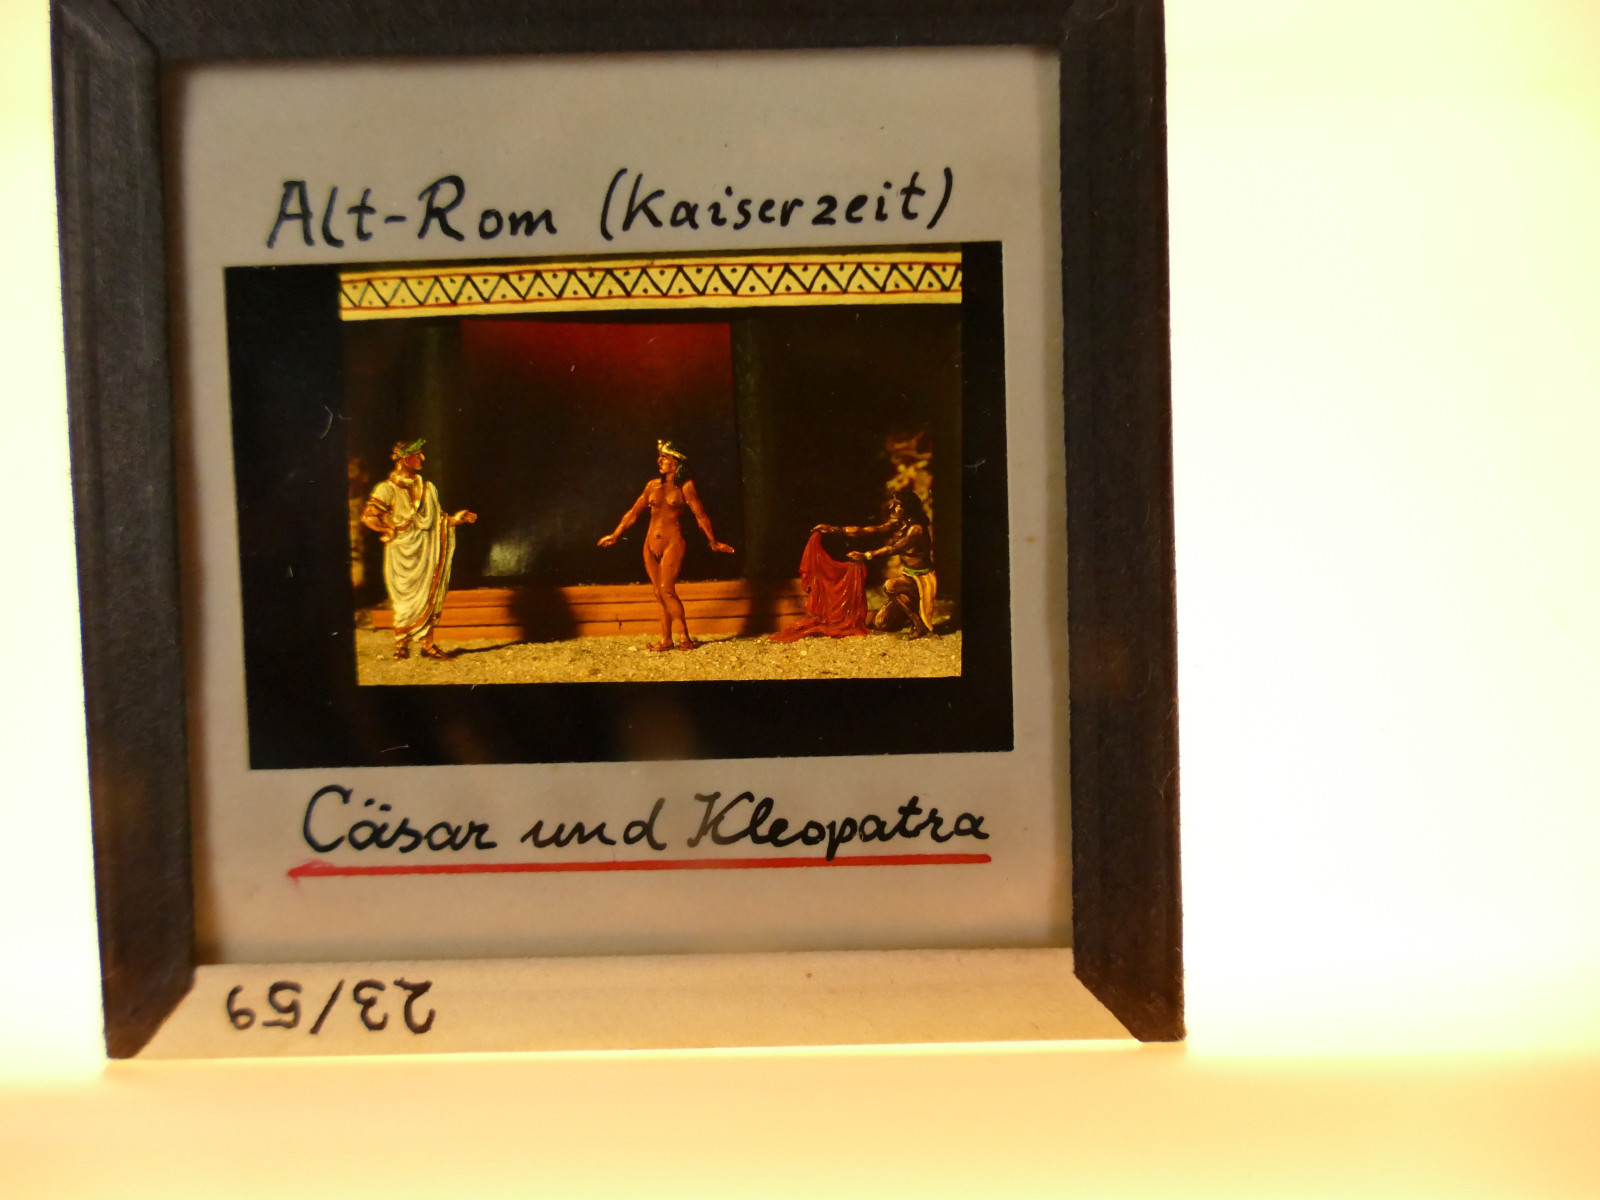 Alt-Rom (Kaiserzeit)
Cäsar und Kleopatra
23/59